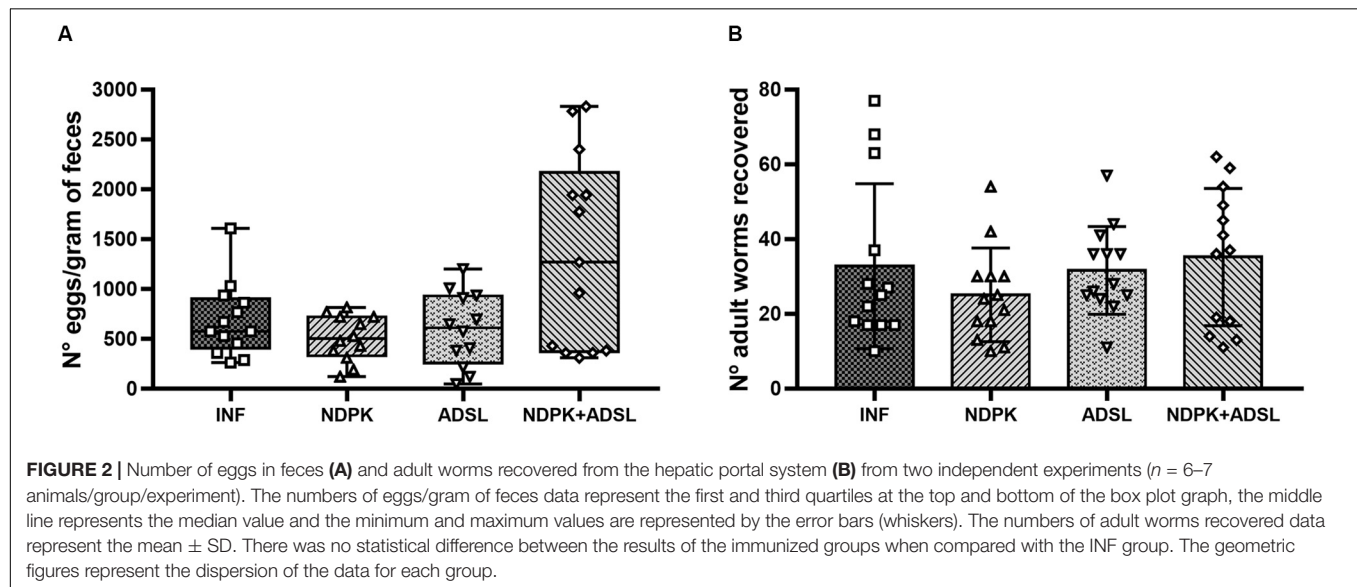 A
B
N° eggs/gram of feces
3000
2500
2000
1500
1000
500
0
INF
NDPK
ADSL
NDPK+ADSL
N° adult worms recovered
80
60
40
20
0
INF
NDPK
ADSL
NDPK+ADSL
FIGURE 2 | Number of eggs in feces (A) and adult worms recovered from the hepatic portal system (B) from two independent experiments (n = 6–7
animals/group/experiment). The numbers of eggs/gram of feces data represent the first and third quartiles at the top and bottom of the box plot graph, the middle
line represents the median value and the minimum and maximum values are represented by the error bars (whiskers). The numbers of adult worms recovered data
represent the mean ± SD. There was no statistical difference between the results of the immunized groups when compared with the INF group. The geometric
figures represent the dispersion of the data for each group.